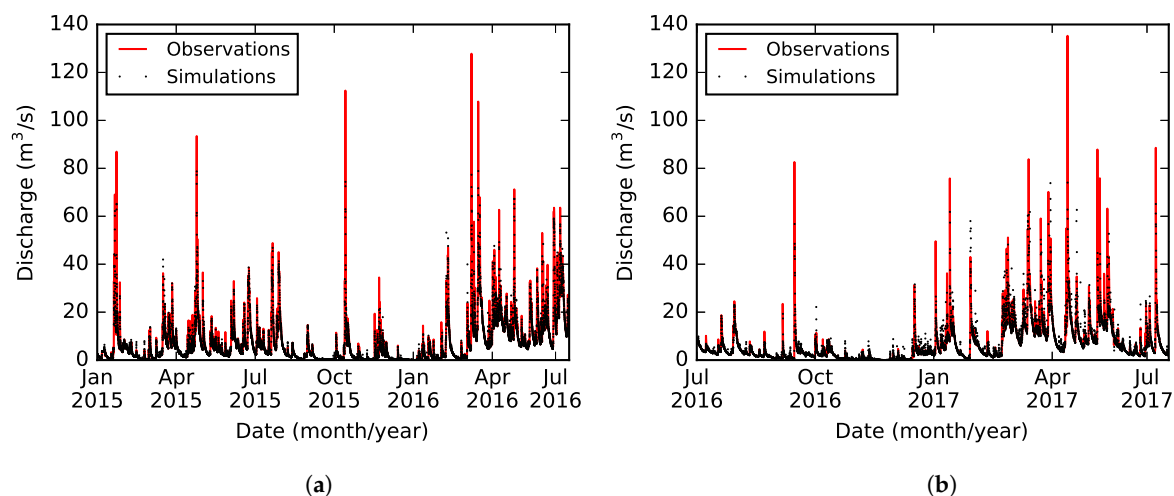 140
120
100
80
60
40
20
0
Discharge (m³/s)
Observations
Simulations
Jan Apr Jul Oct Jan Apr Jul
2015 2015 2015 2015 2016 2016 2016
Date (month/year)
(a)
140
120
100
80
60
40
20
0
Discharge (m³/s)
Observations
Simulations
Jul Oct Jan Apr Jul
2016 2016 2017 2017 2017
Date (month/year)
(b)